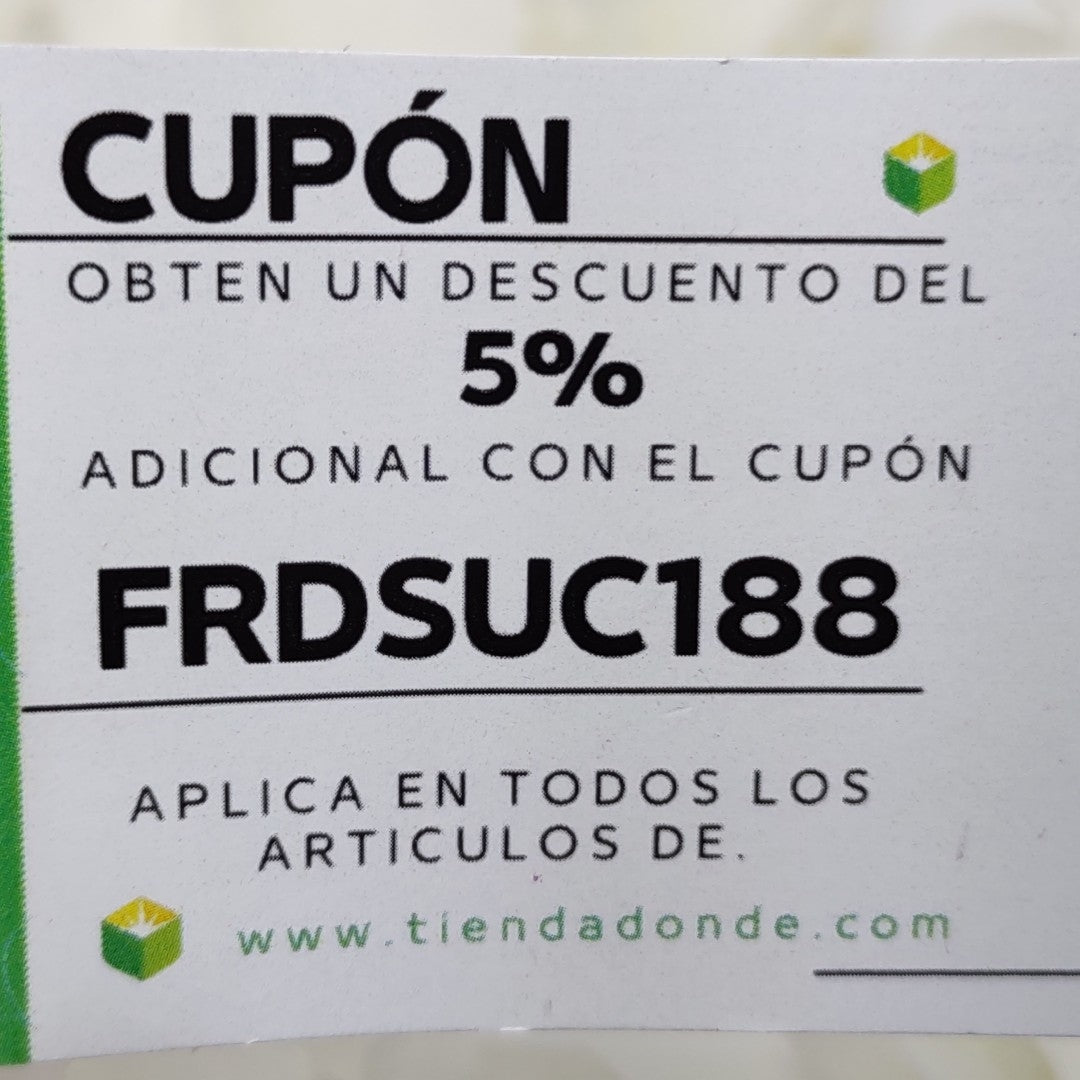 CUPÓN
OBTEN UN DESCUENTO DEL
5%
ADICIONAL CON EL CUPÓN
FRDSUC188
APLICA EN TODOS LOS
ARTICULOS DE.
www.tiendadonde.com